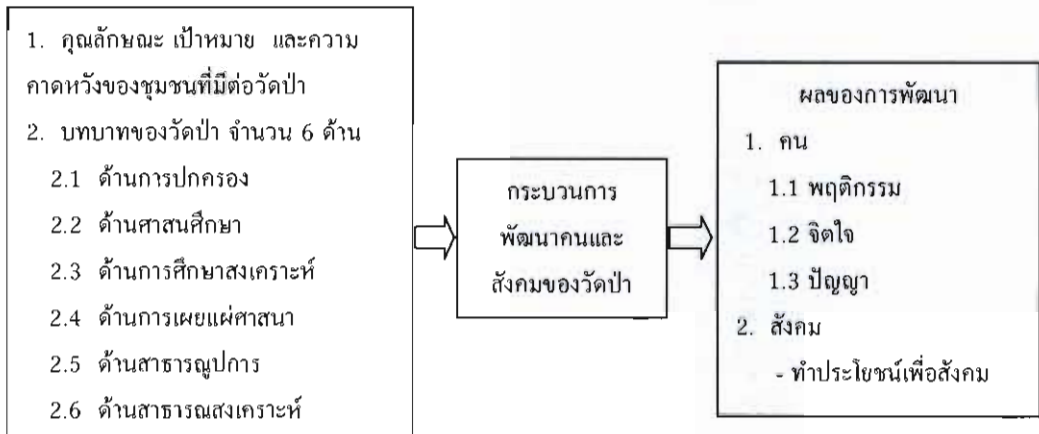 1. คุณลักษณะ เป้าหมาย และความ
คาดหวังของชุมชนที่มีต่อวัดป่า
2. บทบาทของวัดป่า จำนวน 6 ด้าน
2.1 ด้านการปกครอง
2.2 ด้านศาสนศึกษา
2.3 ด้านการศึกษาสงเคราะห์
2.4 ด้านการเผยแผ่ศาสนา
2.5 ด้านสาธารณูปการ
2.6 ด้านสาธารณสงเคราะห์
กระบวนการ
พัฒนาคนและ
สังคมของวัดป่า
ผลของการพัฒนา
1. คน
1.1 พฤติกรรม
1.2 จิตใจ
1.3 ปัญญา
2. สังคม
- ทำประโยชน์เพื่อสังคม